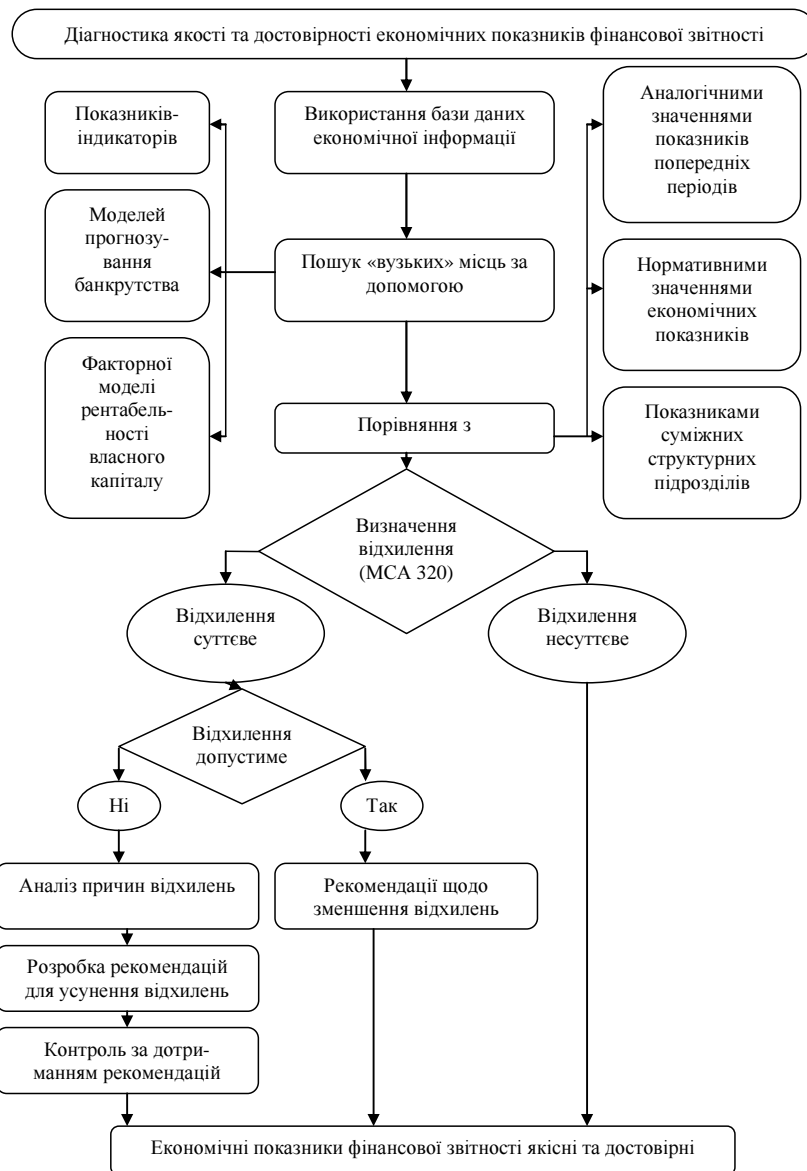 Діагностика якості та достовірності економічних показників фінансової звітності
Показників-
індикаторів
Використання бази даних
економічної інформації
Аналогічними
значеннями
показників
попередніх
періодів
Моделей
прогнозу-
вання
банкрутства
Пошук «вузьких» місць за
допомогою
Нормативними
значеннями
економічних
показників
Факторної
моделі
рентабель-
ності
власного
капіталу
Порівняння з
Показниками
суміжних
структурних
підрозділів
Визначення
відхилення
(МСА 320)
Відхилення
суттєве
Відхилення
несуттєве
Відхилення
допустиме
Ні
Так
Аналіз причин відхилень
Рекомендації щодо
зменшення відхилень
Розробка рекомендацій
для усунення відхилень
Контроль за дотри-
манням рекомендацій
Економічні показники фінансової звітності якісні та достовірні